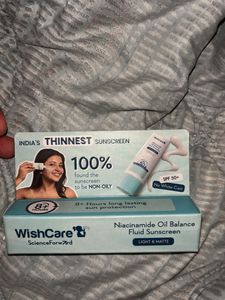 INDIA'S THINNEST SUNSCREEN
100%
found the
sunscreen
to be NON-OILY
SPF 50+
No White Cast
8+
8+ Hours long lasting
sun protection
WishCare
ScienceForward
Niacinamide Oil Balance
Fluid Sunscreen
LIGHT & MATTE